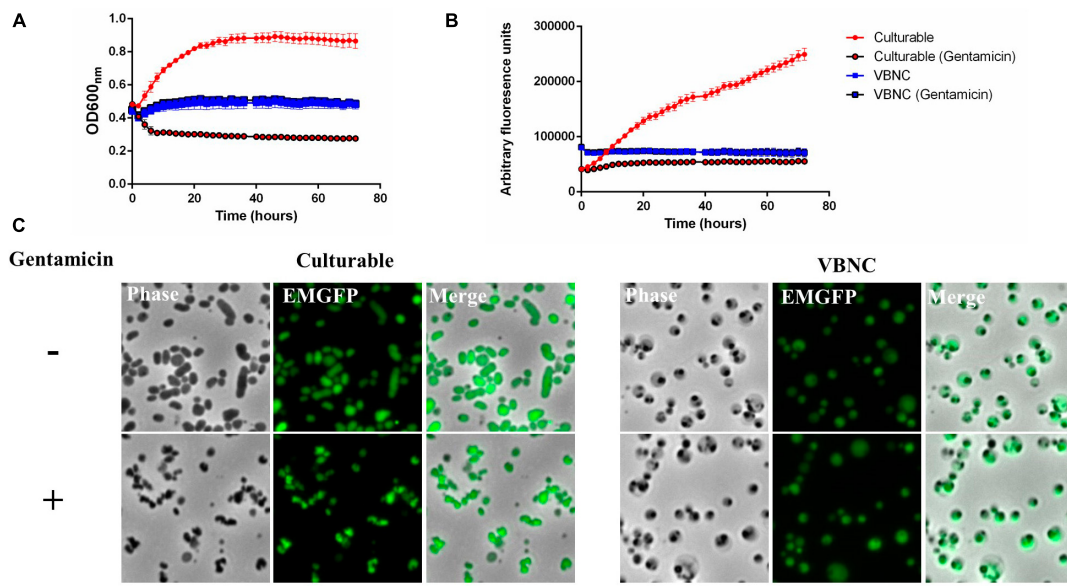 A
OD600nm
1.0
0.8
0.6
0.4
0.2
0.0
0
20
40
60
80
Time (hours)
B
Arbitrary fluoresence units
300000
200000
100000
0
0
20
40
60
80
Time (hours)
Culturable
Culturable (Gentamicin)
VBNC
VBNC (Gentamicin)
C
Gentamicin
Culturable
VBNC
Phase
EMGFP
Merge
Phase
EMGFP
Merge
-
+